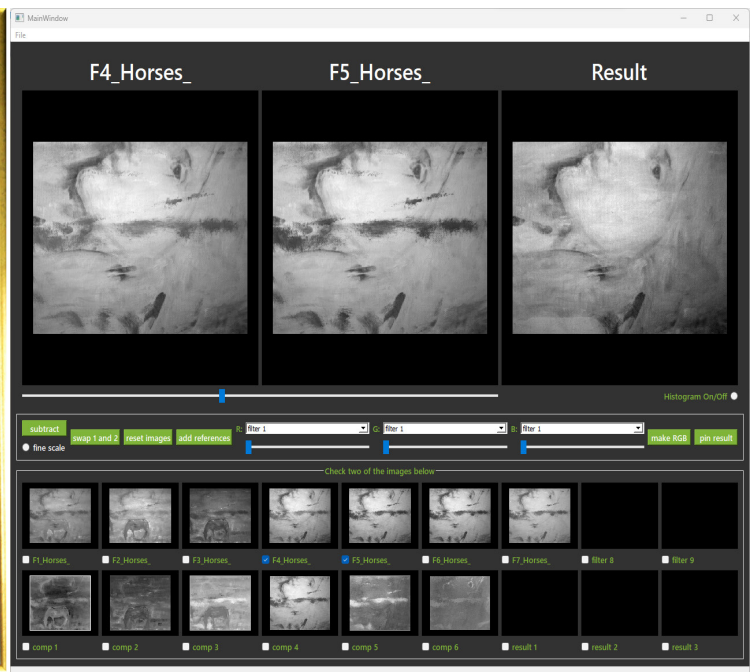 MainWindow
File
F4_Horses_ F5_Horses_ Result
Histogram On/Off
subtract
fine scale
swap 1 and 2 reset images add references R: filter 1 G: filter 1 B: filter 1 make RGB pin result
Check two of the images below
F1_Horses_ F2_Horses_ F3_Horses_ F4_Horses_ F5_Horses_ F6_Horses_ F7_Horses_ filter 8 filter 9
comp 1 comp 2 comp 3 comp 4 comp 5 comp 6 result 1 result 2 result 3